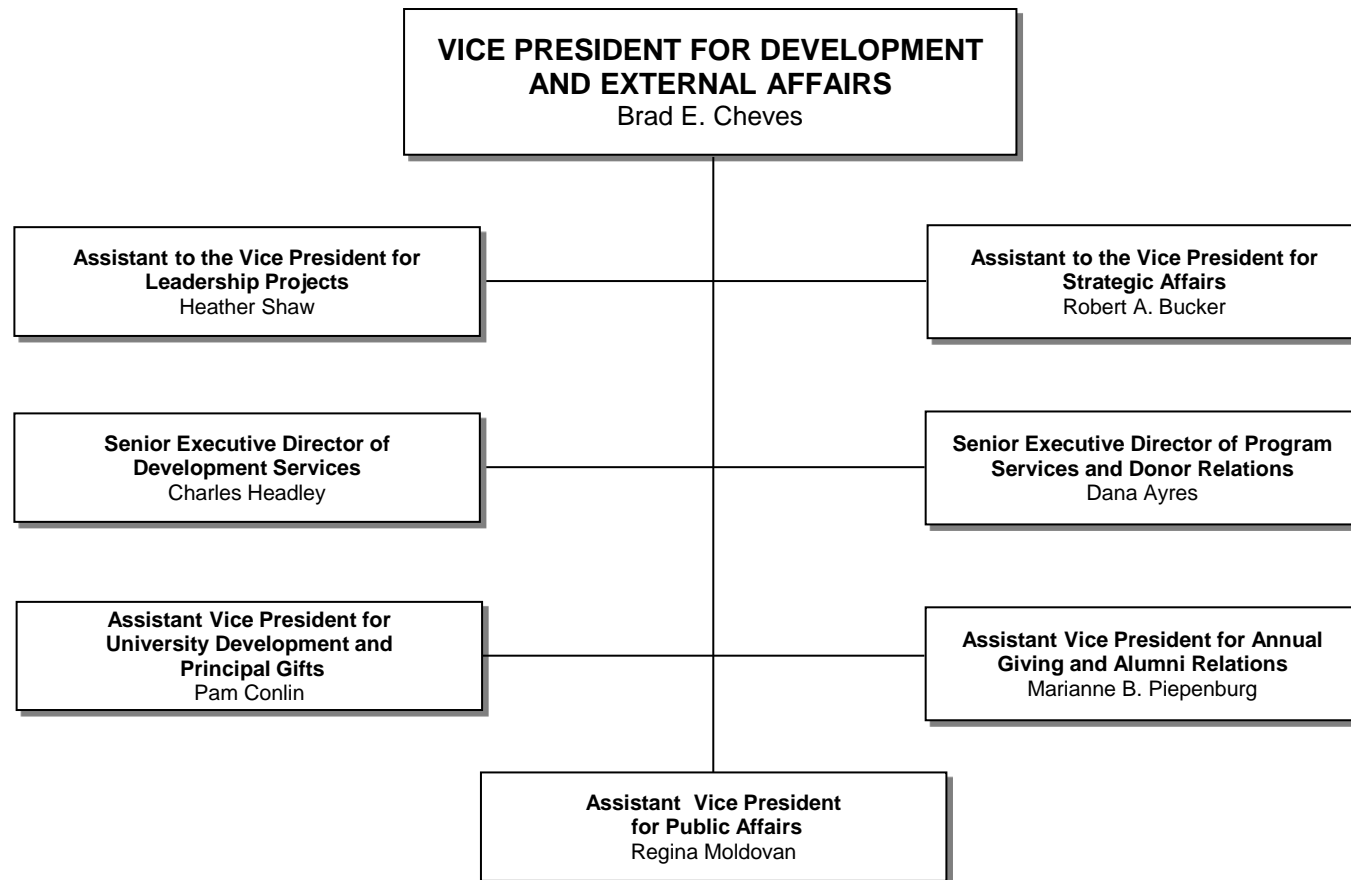 VICE PRESIDENT FOR DEVELOPMENT
AND EXTERNAL AFFAIRS
Brad E. Cheves
Assistant to the Vice President for
Leadership Projects
Heather Shaw
Assistant to the Vice President for
Strategic Affairs
Robert A. Bucker
Senior Executive Director of
Development Services
Charles Headley
Senior Executive Director of Program
Services and Donor Relations
Dana Ayres
Assistant Vice President for
University Development and
Principal Gifts
Pam Conlin
Assistant Vice President for Annual
Giving and Alumni Relations
Marianne B. Piepenburg
Assistant Vice President
for Public Affairs
Regina Moldovan